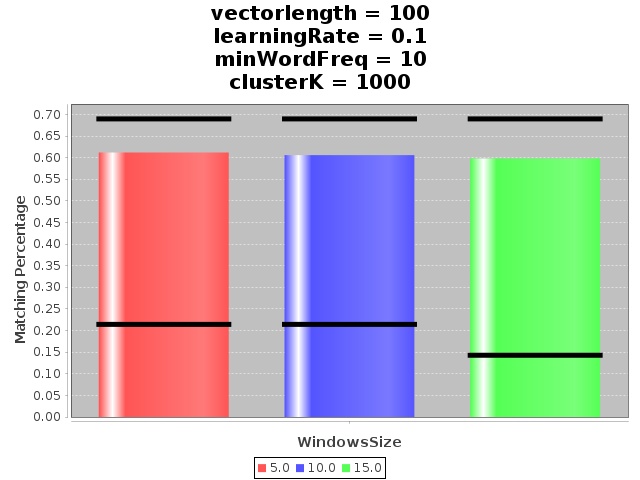 vectorlength = 100
learningRate = 0.1
minWordFreq = 10
clusterK = 1000
Matching Percentage
0.70
0.65
0.60
0.55
0.50
0.45
0.40
0.35
0.30
0.25
0.20
0.15
0.10
0.05
0.00
WindowsSize
5.0 10.0 15.0